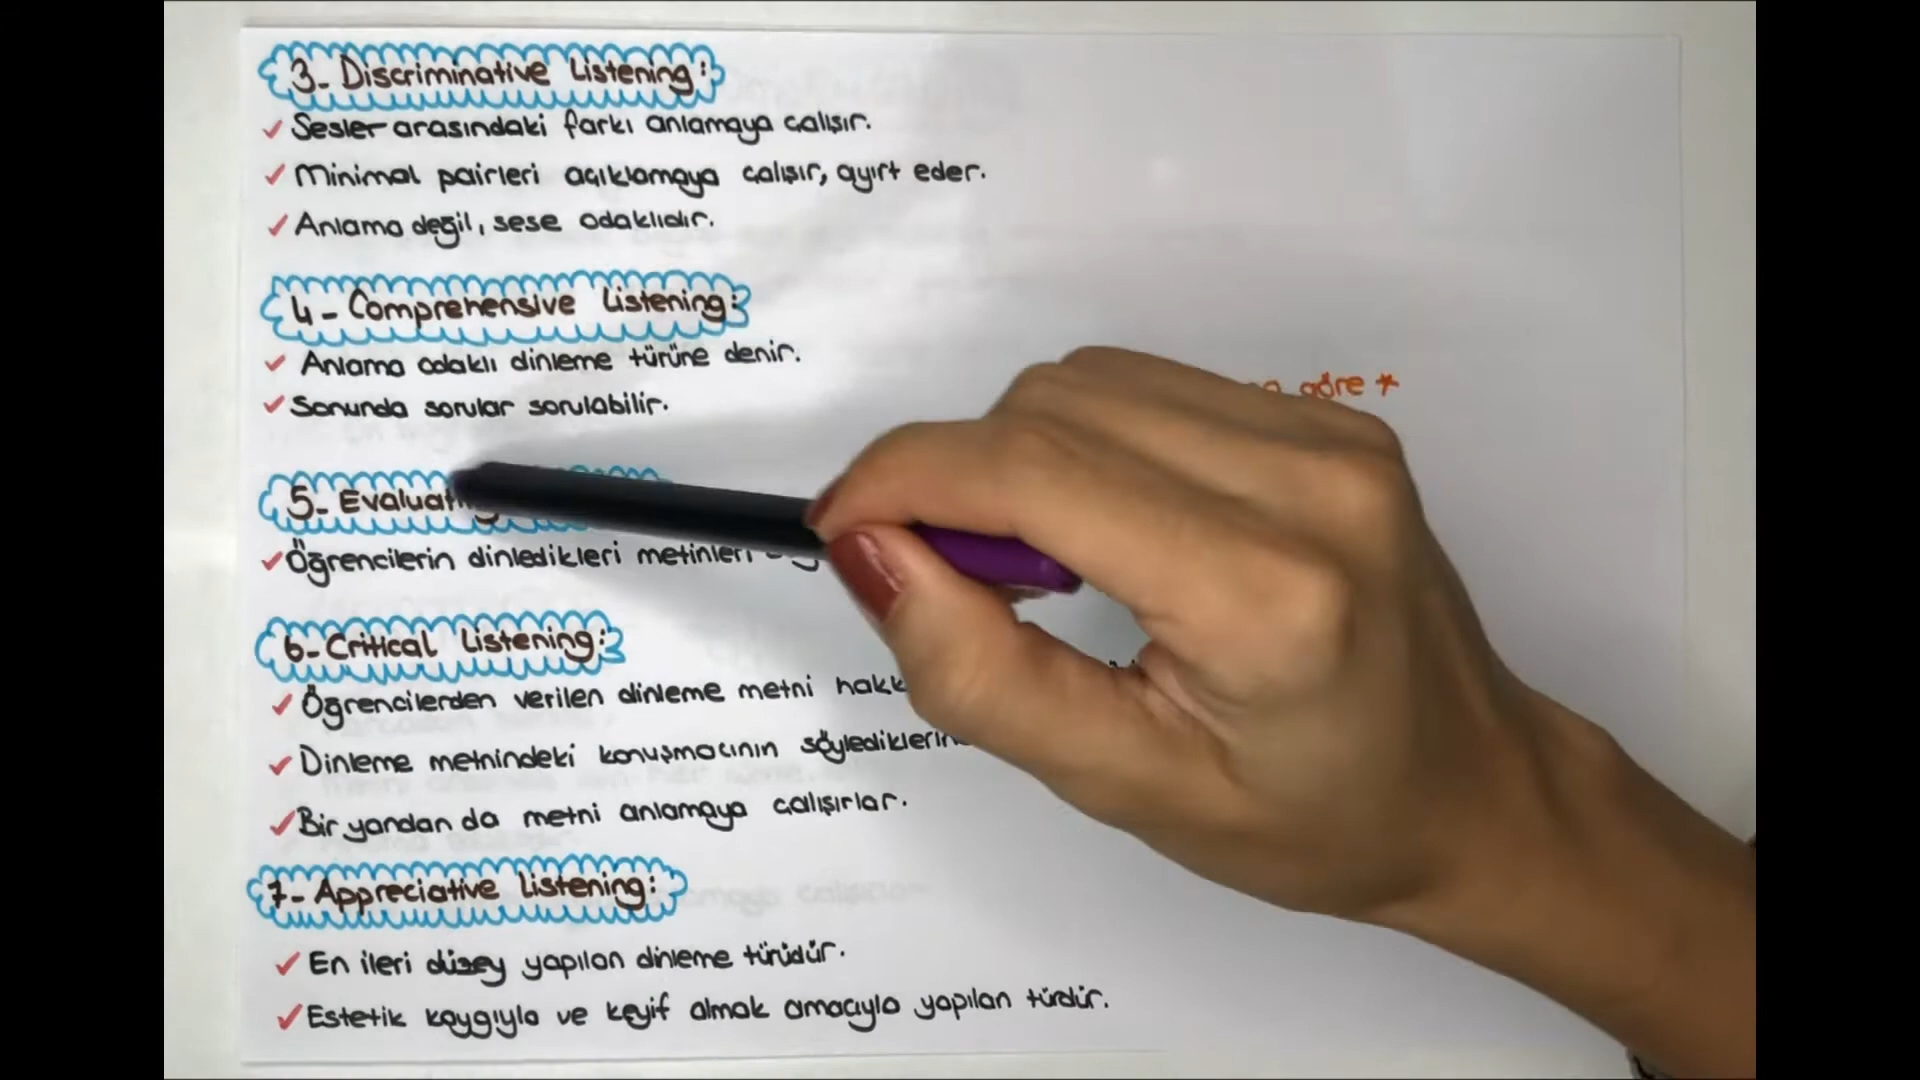 3- Discriminative Listening:
✓ Sesler arasındaki farkı anlamaya çalışır.
✓ Minimal pairleri açıklamaya çalışır, ayırt eder.
✓ Anlama değil, sese odaklıdır.
4- Comprehensive Listening:
✓ Anlama odaklı dinleme türüne denir.
✓ Sonunda sorular sorulabilir.
göre *
5-
✓ Öğrencilerin dinledikleri metinleri
6- Critical Listening:
✓ Öğrencilerden verilen dinleme metni
✓ Dinleme metnindeki konuşmacının
✓ Bir yandan da metni anlamaya çalışırlar.
7- Appreciative Listening:
✓ En ileri düzey yapılan dinleme türüdür.
✓ Estetik kaygıyla ve keyif almak amacıyla yapılan türdür.